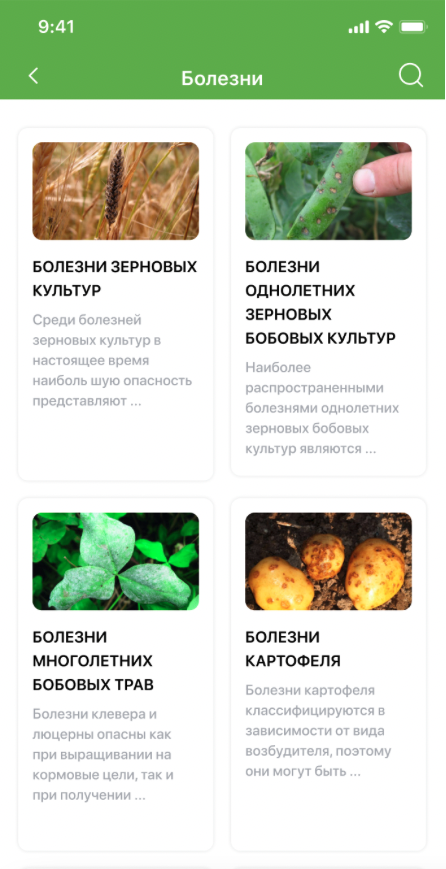 9:41
Болезни
БОЛЕЗНИ ЗЕРНОВЫХ
КУЛЬТУР
Среди болезней
зерновых культур в
настоящее время
наиболь шую опасность
представляют ...
БОЛЕЗНИ
ОДНОЛЕТНИХ
ЗЕРНОВЫХ
БОБОВЫХ КУЛЬТУР
Наиболее
распространенными
болезнями однолетних
зерновых бобовых
культур являются ...
БОЛЕЗНИ
МНОГОЛЕТНИХ
БОБОВЫХ ТРАВ
Болезни клевера и
люцерны опасны как
при выращивании на
кормовые цели, так и
при получении ...
БОЛЕЗНИ
КАРТОФЕЛЯ
Болезни картофеля
классифицируются в
зависимости от вида
возбудителя, поэтому
они могут быть ...